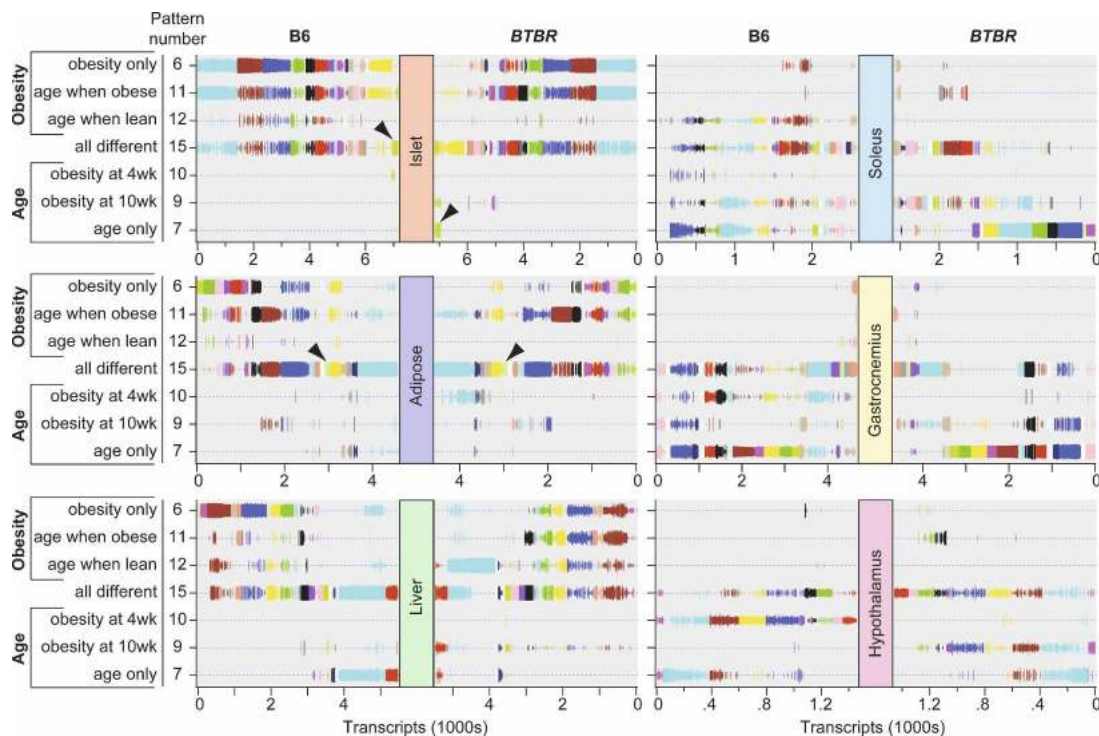 Pattern number B6 BTBR B6 BTBR
Obesity
obesity only 6
age when obese 11
age when lean 12
all different 15
Age
obesity at 4wk 10
obesity at 10wk 9
age only 7
Islet
0 2 4 6 6 4 2 0
Soleus
0 1 2 2 1 0
Obesity
obesity only 6
age when obese 11
age when lean 12
all different 15
Age
obesity at 4wk 10
obesity at 10wk 9
age only 7
Adipose
2 4 4 2 0
Gastrocnemius
0 2 4 4 2 0
Obesity
obesity only 6
age when obese 11
age when lean 12
all different 15
Age
obesity at 4wk 10
obesity at 10wk 9
age only 7
Liver
0 2 4 4 2 0
Hypothalamus
0 .4 .8 1.2 1.2 .8 .4 0
Transcripts (1000s) Transcripts (1000s)